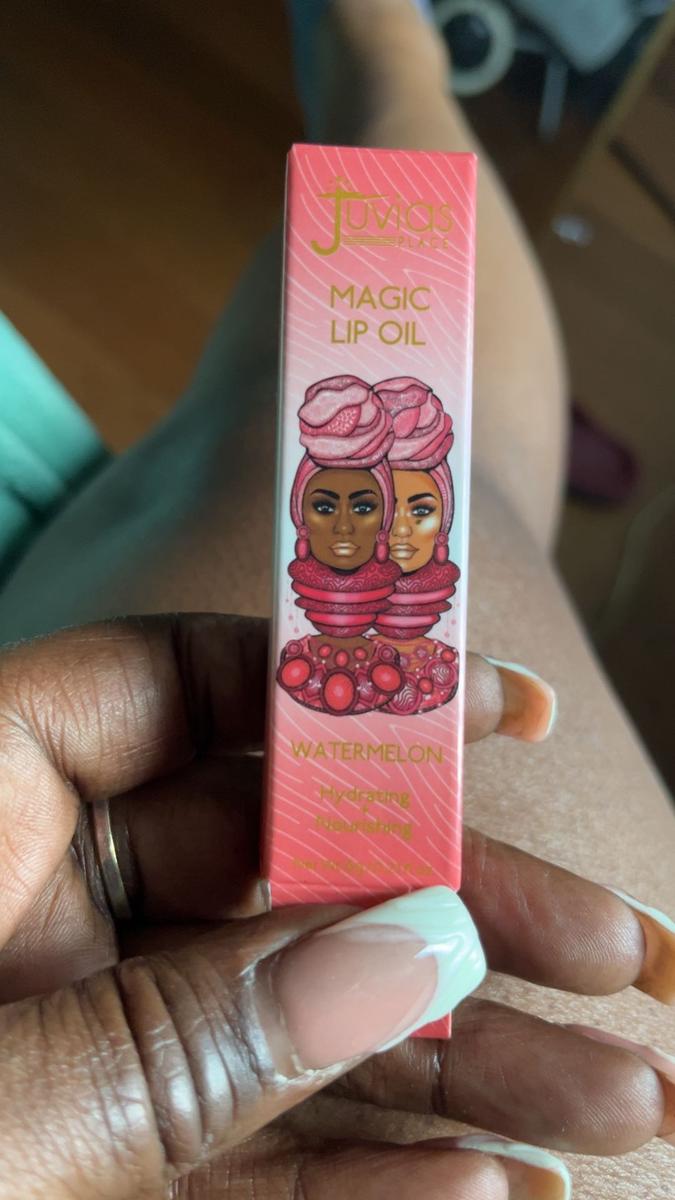 Juvias
PLACE
MAGIC
LIP OIL
WATERMELON
Hydrating
+
Nourishing